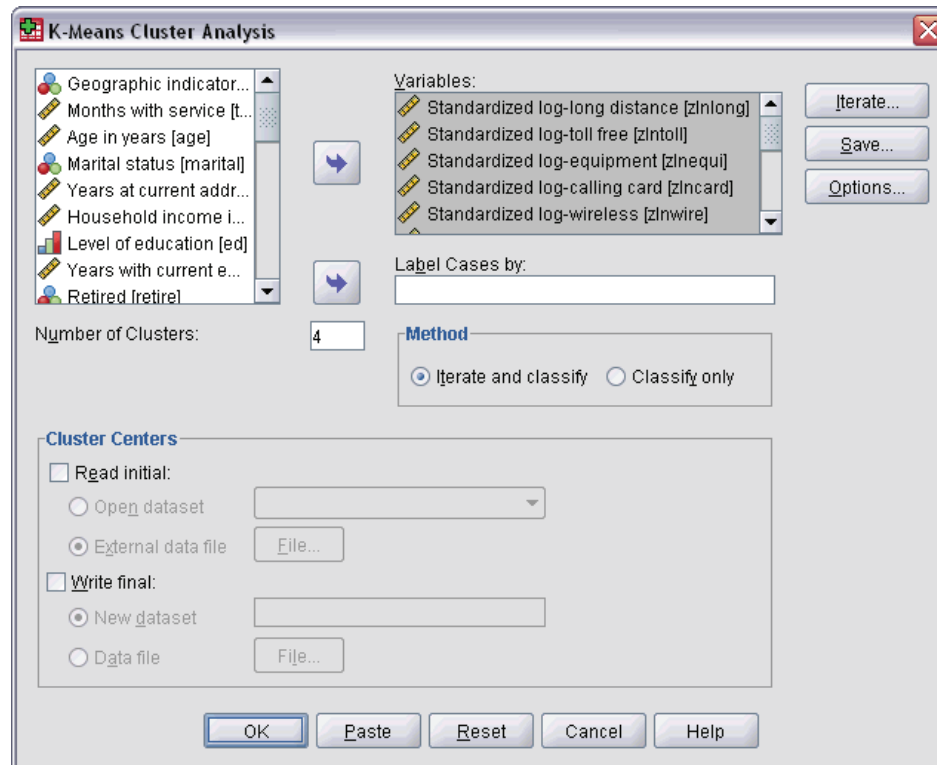 K-Means Cluster Analysis
Geographic indicator...
Months with service [t...
Age in years [age]
Marital status [marital]
Years at current addr...
Household income i...
Level of education [ed]
Years with current e...
Retired [retire]
Variables:
Standardized log-long distance [zlnlong]
Standardized log-toll free [zlntoll]
Standardized log-equipment [zlnequi]
Standardized log-calling card [zlncard]
Standardized log-wireless [zlnwire]
Iterate...
Save...
Options...
Label Cases by:
Number of Clusters: 4
Method
Iterate and classify Classify only
Cluster Centers
Read initial:
Open dataset
External data file File...
Write final:
New dataset
Data file File...
OK Paste Reset Cancel Help